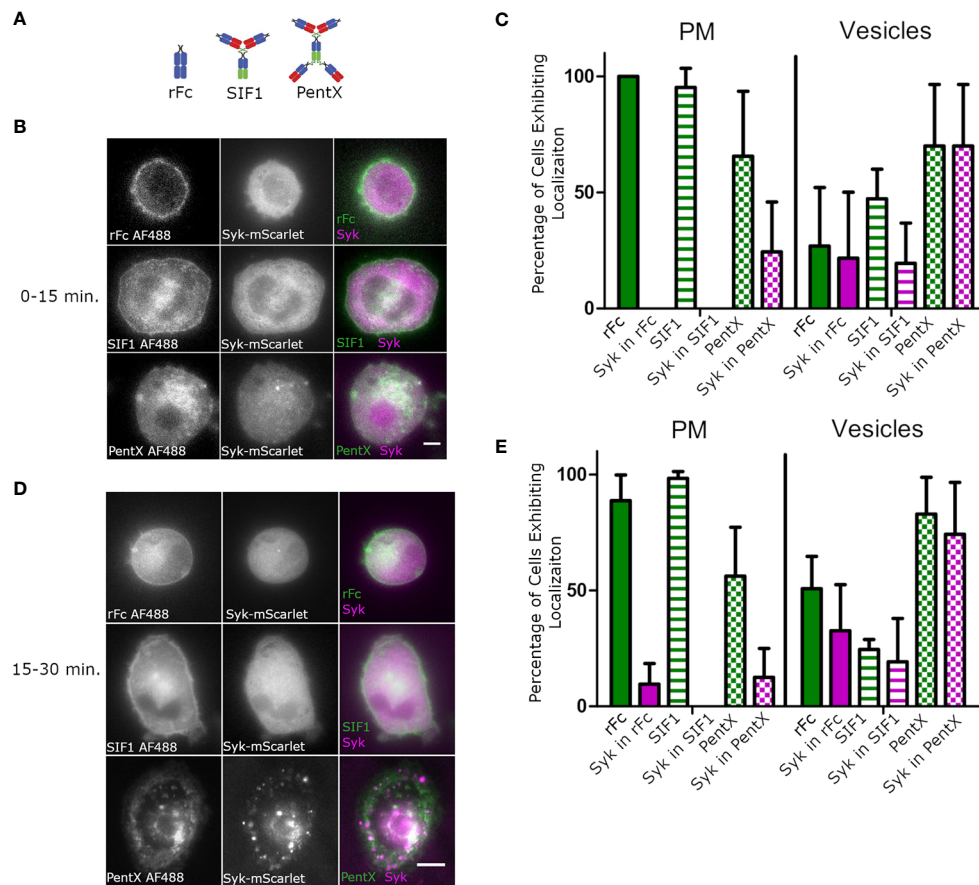 A
rFc
SIF1
PentX
B
0-15 min.
rFc AF488
Syk-mScarlet
rFc
Syk
SIF1 AF488
Syk-mScarlet
SIF1 Syk
PentX AF488
Syk-mScarlet
PentX Syk
C
PM
Vesicles
Percentage of Cells Exhibiting
Localizaiton
100
50
0
rFc
Syk in rFc
SIF1
Syk in SIF1
PentX
Syk in PentX
rFc
Syk in rFc
SIF1
Syk in SIF1
PentX
Syk in PentX
D
15-30 min.
rFc AF488
Syk-mScarlet
rFc
Syk
SIF1 AF488
Syk-mScarlet
SIF1
Syk
PentX AF488
Syk-mScarlet
PentX Syk
E
PM
Vesicles
Percentage of Cells Exhibiting
Localizaiton
100
50
0
rFc
Syk in rFc
SIF1
Syk in SIF1
PentX
Syk in PentX
rFc
Syk in rFc
SIF1
Syk in SIF1
PentX
Syk in PentX